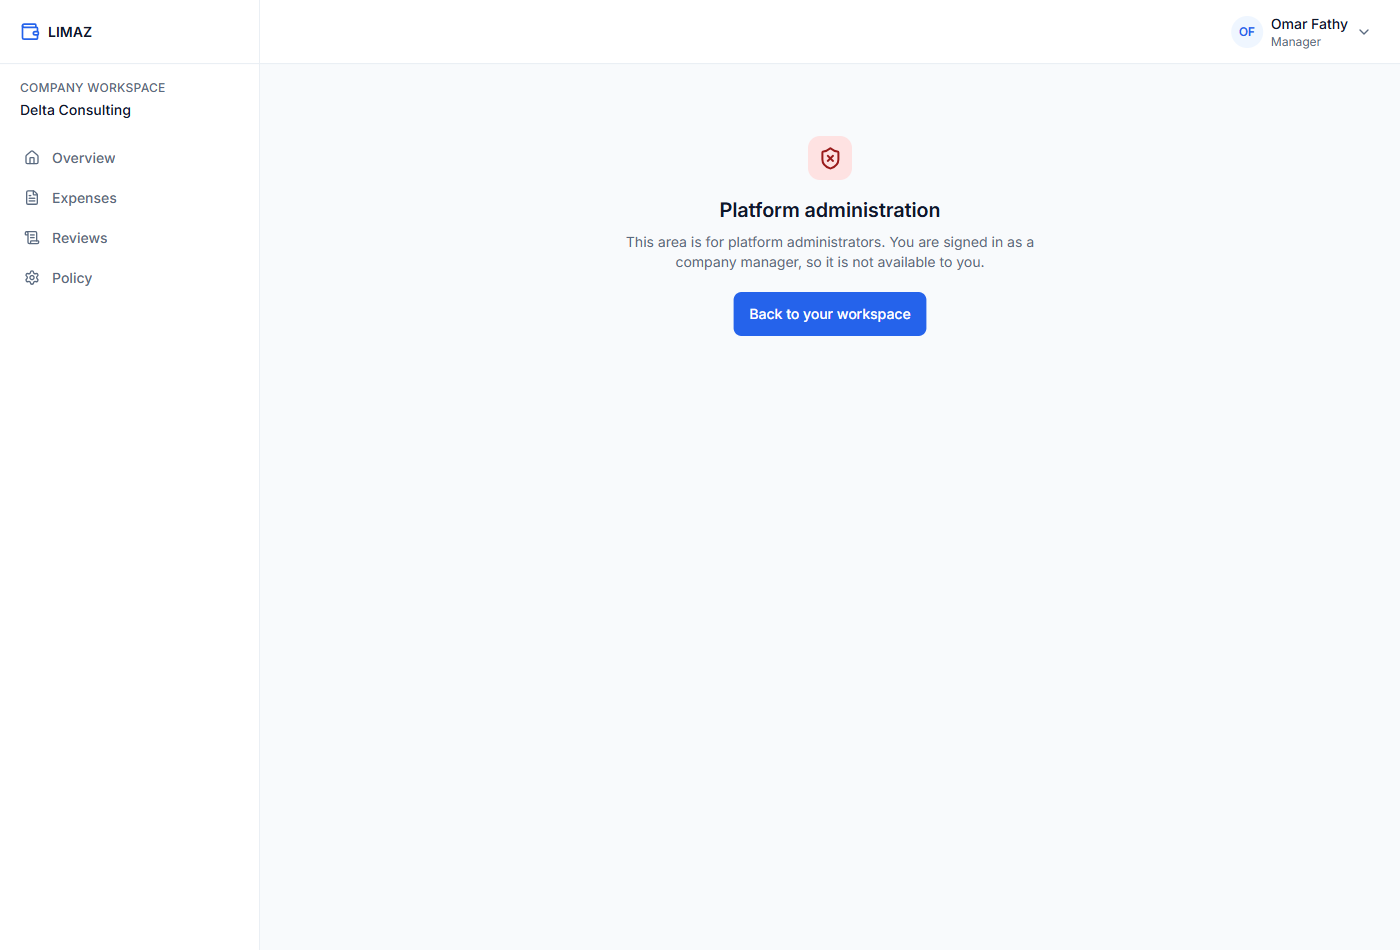 LIMAZ
OF
Omar Fathy
Manager
COMPANY WORKSPACE
Delta Consulting
Overview
Expenses
Reviews
Policy
Platform administration
This area is for platform administrators. You are signed in as a
company manager, so it is not available to you.
Back to your workspace